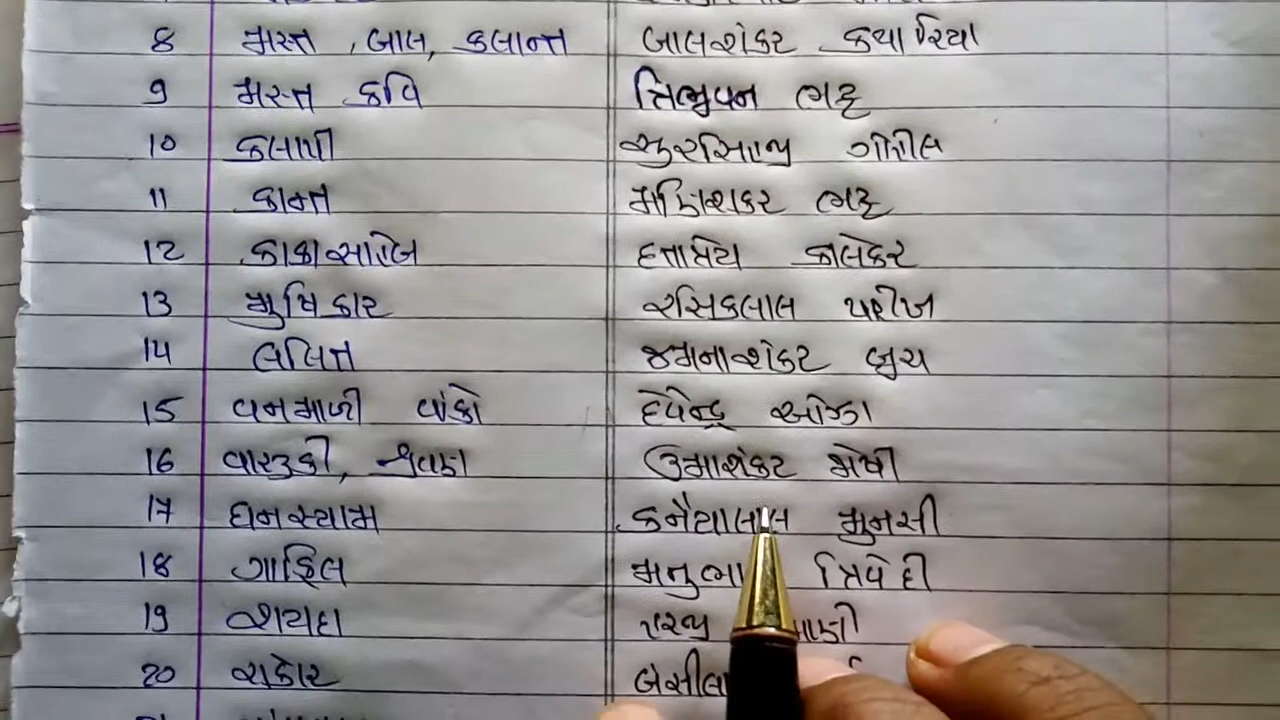 8 મસ્ત, બાલ, કલાન્ત બાલશંકર કંથારિયા
9 મસ્ત કવિ ત્રિભુવન ભટ્ટ
10 કલાપી સુરસિંહજી ગોહિલ
11 કાન્ત મણિશંકર ભટ્ટ
12 કાકાસાહેબ દત્તાત્રેય કાલેકર
13 મુષિકાર રસિકલાલ પરીખ
14 લલિત જમનાશંકર બુચ
15 વનમાળી વાંકો દેવેન્દ્ર ઓઝા
16 વાસુકી, શ્રવણ ઉમાશંકર જોષી
17 ઘનશ્યામ કનૈયાલાલ મુનસી
18 ગાફિલ ત્રિવેદી
19 શયદા
20 શેકાર